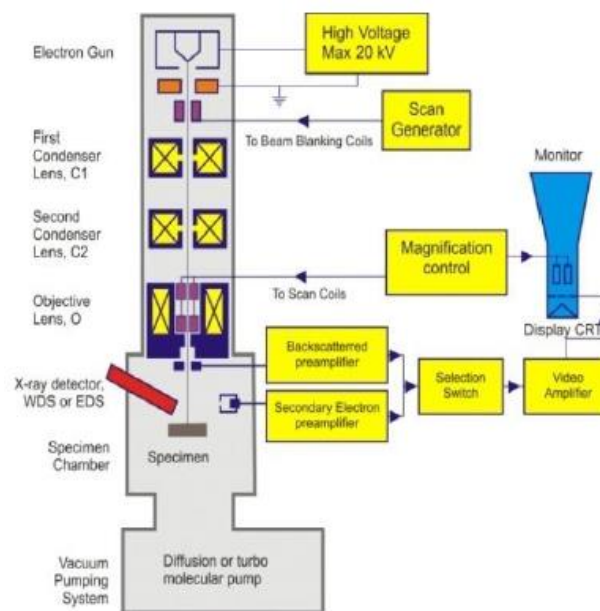 Electron Gun
High Voltage
Max 20 kV
Scan
Generator
To Beam Blanking Coils
First
Condenser
Lens, C1
Monitor
Second
Condenser
Lens, C2
Magnification
control
To Scan Coils
Objective
Lens, O
Display CRT
Backscatterred
preamplifier
X-ray detector,
WDS or EDS
Selection
Switch
Video
Amplifier
Secondary Electron
preamplifier
Specimen
Chamber
Specimen
Vacuum
Pumping
System
Diffusion or turbo
molecular pump